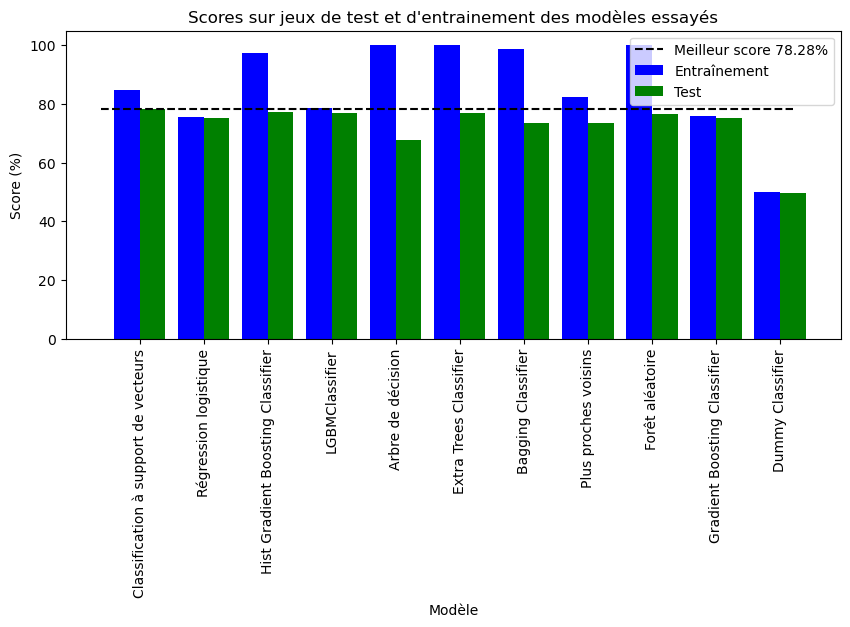 Scores sur jeux de test et d'entrainement des modèles essayés
Meilleur score 78.28%
Entraînement
Test
Score (%)
100
80
60
40
20
0
Classification à support de vecteurs
Régression logistique
Hist Gradient Boosting Classifier
LGBMClassifier
Arbre de décision
Extra Trees Classifier
Bagging Classifier
Plus proches voisins
Forêt aléatoire
Gradient Boosting Classifier
Dummy Classifier
Modèle